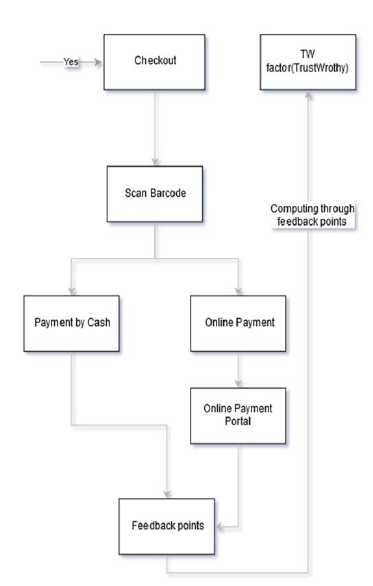 Yes
Checkout
TW
factor(TrustWrothy)
Scan Barcode
Computing through
feedback points
Payment by Cash
Online Payment
Online Payment
Portal
Feedback points